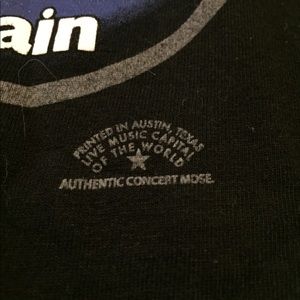 ain
PRINTED IN AUSTIN, TEXAS
LIVE MUSIC CAPITAL
OF THE WORLD
AUTHENTIC CONCERT MDSE.